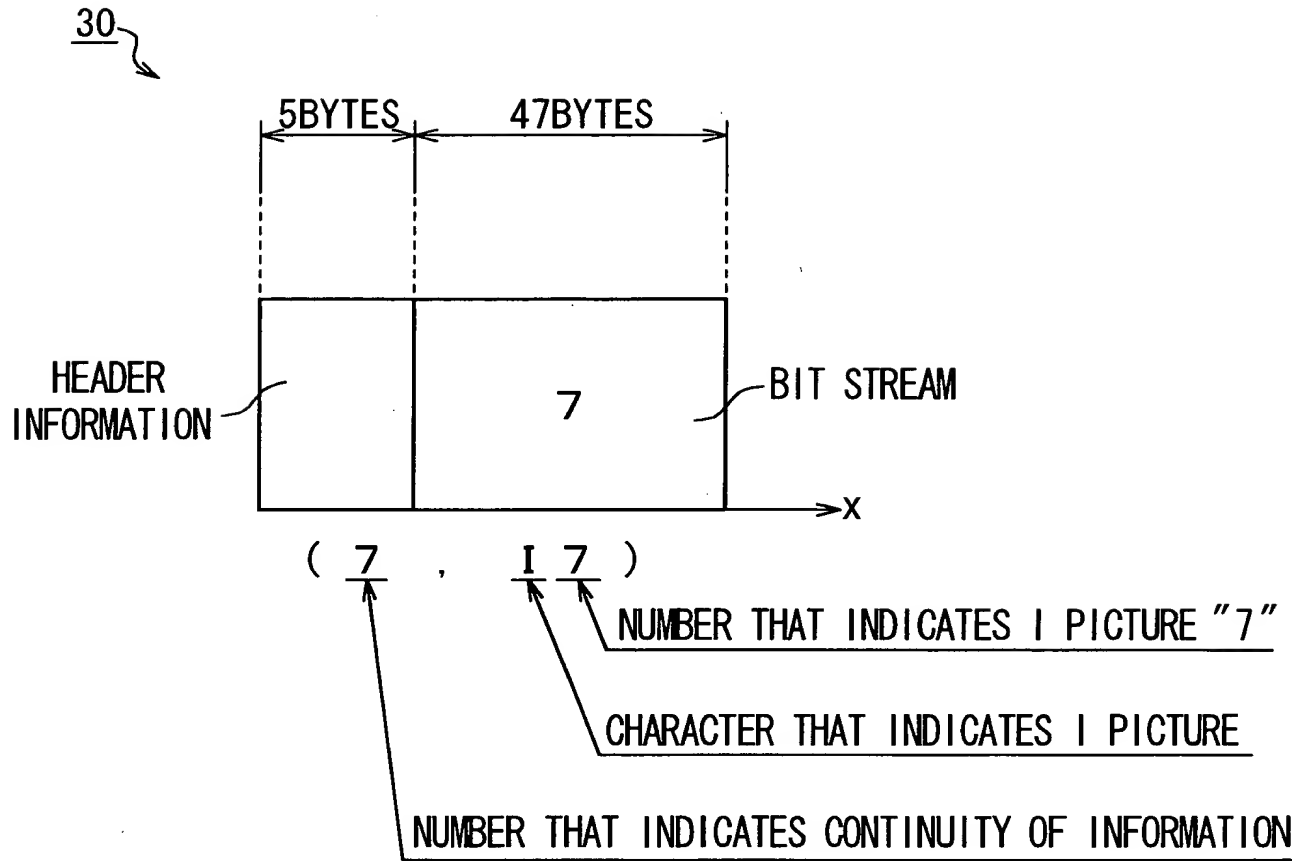 30
5BYTES 47BYTES
HEADER
INFORMATION
7
BIT STREAM
X
( 7 , I 7 )
NUMBER THAT INDICATES I PICTURE "7"
CHARACTER THAT INDICATES I PICTURE
NUMBER THAT INDICATES CONTINUITY OF INFORMATION